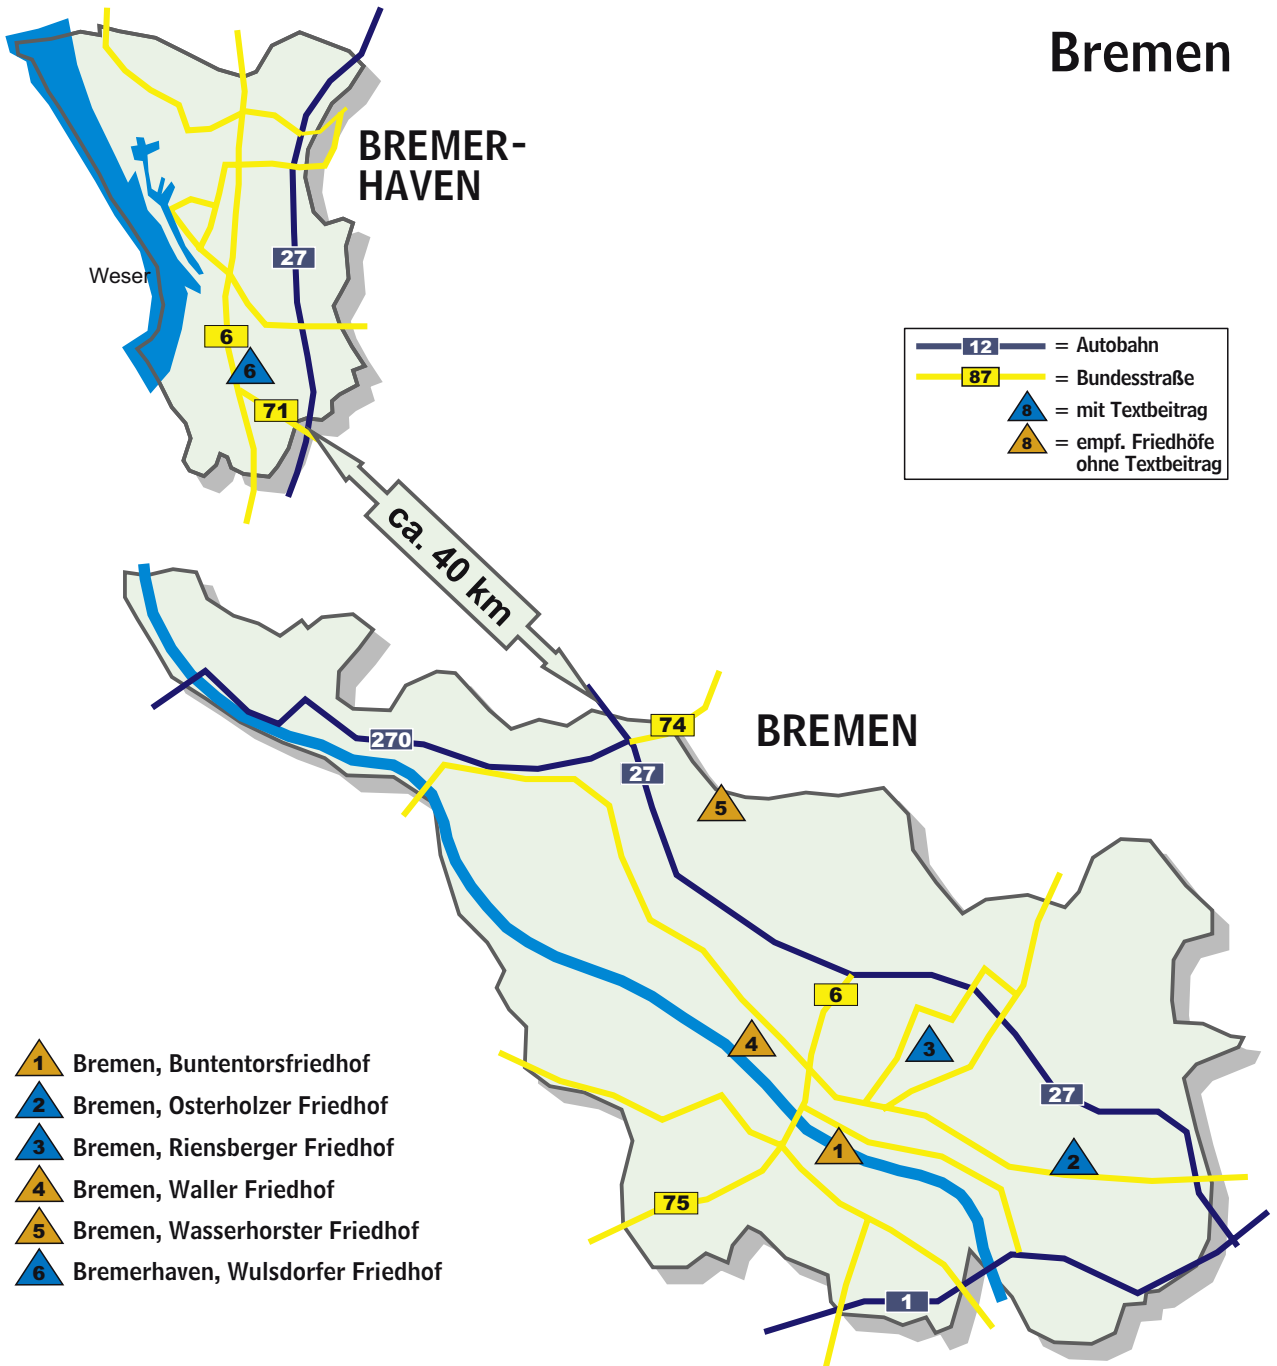 Bremen
BREMER-
HAVEN
27
Weser
6
6
71
12 = Autobahn
87 = Bundesstraße
8 = mit Textbeitrag
8 = empf. Friedhöfe
ohne Textbeitrag
ca. 40 km
74
BREMEN
270
27
5
6
4
3
27
1
2
75
1
1 Bremen, Buntentorsfriedhof
2 Bremen, Osterholzer Friedhof
3 Bremen, Riensberger Friedhof
4 Bremen, Waller Friedhof
5 Bremen, Wasserhorster Friedhof
6 Bremerhaven, Wulsdorfer Friedhof